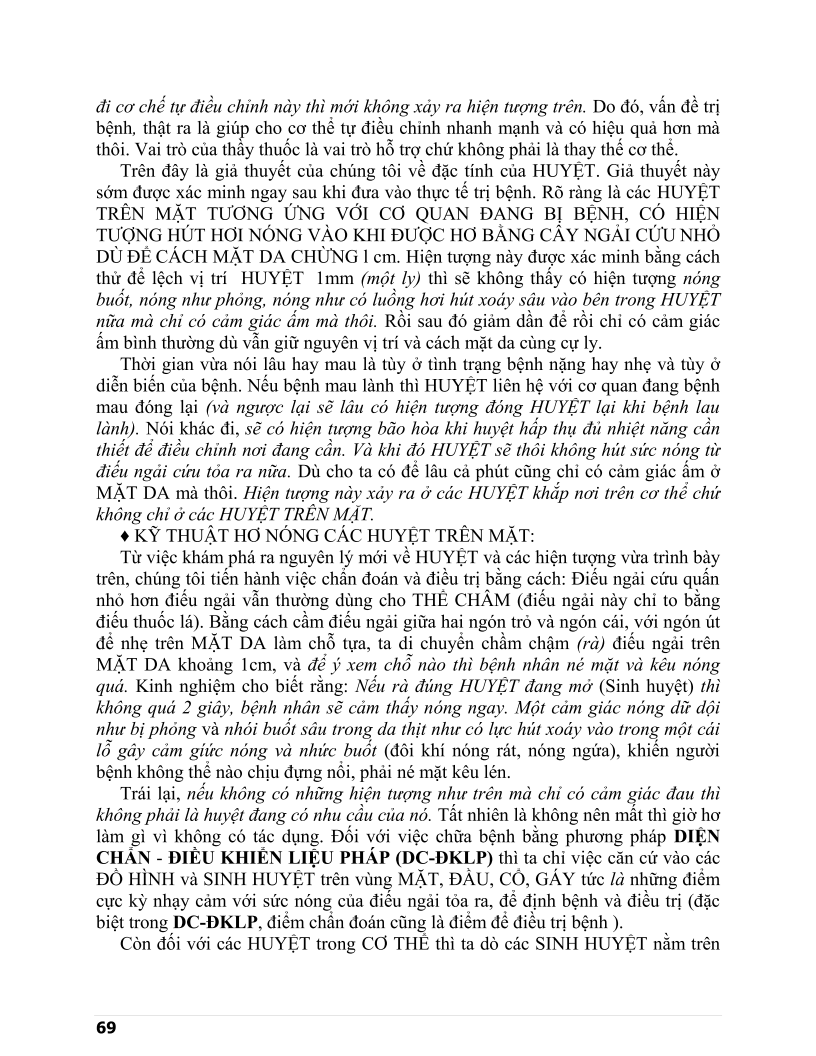 đi cơ chế tự điều chỉnh này thì mới không xảy ra hiện tượng trên. Do đó, vấn đề trị
bệnh, thật ra là giúp cho cơ thể tự điều chỉnh nhanh mạnh và có hiệu quả hơn mà
thôi. Vai trò của thầy thuốc là vai trò hỗ trợ chứ không phải là thay thế cơ thể.
Trên đây là giả thuyết của chúng tôi về đặc tính của HUYỆT. Giả thuyết này
sớm được xác minh ngay sau khi đưa vào thực tế trị bệnh. Rõ ràng là các HUYỆT
TRÊN MẶT TƯƠNG ỨNG VỚI CƠ QUAN ĐANG BỊ BỆNH, CÓ HIỆN
TƯỢNG HÚT HƠI NÓNG VÀO KHI ĐƯỢC HƠ BẰNG CÂY NGẢI CỨU NHỎ
DÙ ĐỂ CÁCH MẶT DA CHỪNG l cm. Hiện tượng này được xác minh bằng cách
thử để lệch vị trí HUYỆT 1mm (một ly) thì sẽ không thấy có hiện tượng nóng
buốt, nóng như phỏng, nóng như có luồng hơi hút xoáy sâu vào bên trong HUYỆT
nữa mà chỉ có cảm giác ấm mà thôi. Rồi sau đó giảm dần để rồi chỉ có cảm giác
ấm bình thường dù vẫn giữ nguyên vị trí và cách mặt da cùng cự ly.
Thời gian vừa nói lâu hay mau là tùy ở tình trạng bệnh nặng hay nhẹ và tùy ở
diễn biến của bệnh. Nếu bệnh mau lành thì HUYỆT liên hệ với cơ quan đang bệnh
mau đóng lại (và ngược lại sẽ lâu có hiện tượng đóng HUYỆT lại khi bệnh lau
lành). Nói khác đi, sẽ có hiện tượng bão hòa khi huyệt hấp thụ đủ nhiệt năng cần
thiết để điều chỉnh nơi đang cần. Và khi đó HUYỆT sẽ thôi không hút sức nóng từ
điếu ngải cứu tỏa ra nữa. Dù cho ta có để lâu cả phút cũng chỉ có cảm giác ấm ở
MẶT DA mà thôi. Hiện tượng này xảy ra ở các HUYỆT khắp nơi trên cơ thể chứ
không chỉ ở các HUYỆT TRÊN MẶT.
♦ KỸ THUẬT HƠ NÓNG CÁC HUYỆT TRÊN MẶT:
Từ việc khám phá ra nguyên lý mới về HUYỆT và các hiện tượng vừa trình bày
trên, chúng tôi tiến hành việc chẩn đoán và điều trị bằng cách: Điếu ngải cứu quấn
nhỏ hơn điếu ngải vẫn thường dùng cho THỂ CHÂM (điếu ngải này chỉ to bằng
điếu thuốc lá). Bằng cách cầm điếu ngải giữa hai ngón trỏ và ngón cái, với ngón út
để nhẹ trên MẶT DA làm chỗ tựa, ta di chuyển chầm chậm (rà) điếu ngải trên
MẶT DA khoảng 1cm, và để ý xem chỗ nào thì bệnh nhân né mặt và kêu nóng
quá. Kinh nghiệm cho biết rằng: Nếu rà đúng HUYỆT đang mở (Sinh huyệt) thì
không quá 2 giây, bệnh nhân sẽ cảm thấy nóng ngay. Một cảm giác nóng dữ dội
như bị phỏng và nhói buốt sâu trong da thịt như có lực hút xoáy vào trong một cái
lỗ gây cảm giức nóng và nhức buốt (đôi khí nóng rát, nóng ngứa), khiến người
bệnh không thể nào chịu đựng nổi, phải né mặt kêu lén.
Trái lại, nếu không có những hiện tượng như trên mà chỉ có cảm giác đau thì
không phải là huyệt đang có nhu cầu của nó. Tất nhiên là không nên mất thì giờ hơ
làm gì vì không có tác dụng. Đối với việc chữa bệnh bằng phương pháp DIỆN
CHẨN - ĐIỀU KHIỂN LIỆU PHÁP (DC-ĐKLP) thì ta chỉ việc căn cứ vào các
ĐỒ HÌNH và SINH HUYỆT trên vùng MẶT, ĐẦU, CỔ, GÁY tức là những điểm
cực kỳ nhạy cảm với sức nóng của điếu ngải tỏa ra, để định bệnh và điều trị (đặc
biệt trong DC-ĐKLP, điểm chẩn đoán cũng là điểm để điều trị bệnh ).
Còn đối với các HUYỆT trong CƠ THỂ thì ta dò các SINH HUYỆT nằm trên
69